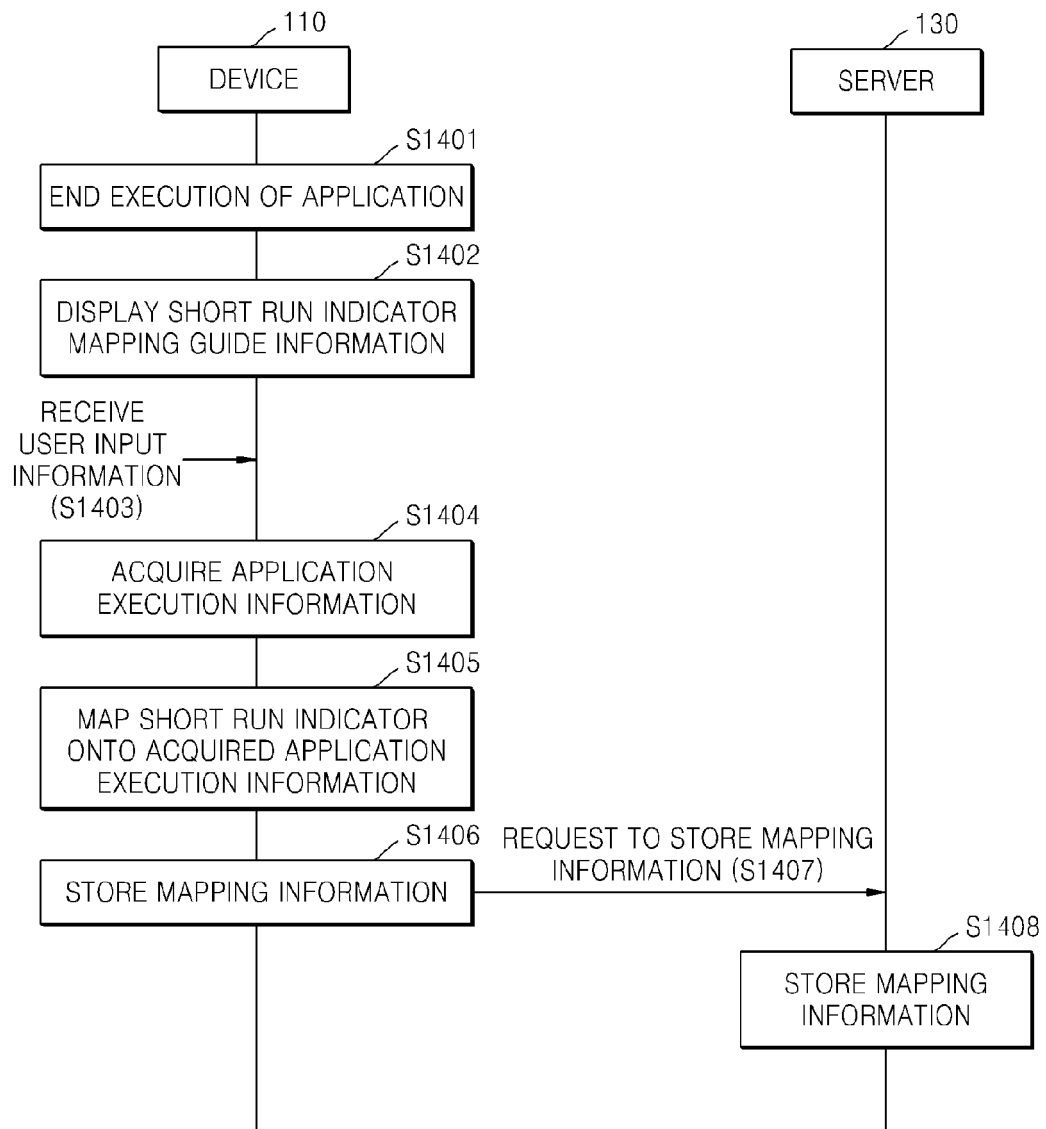 110
DEVICE
130
SERVER
S1401
END EXECUTION OF APPLICATION
S1402
DISPLAY SHORT RUN INDICATOR
MAPPING GUIDE INFORMATION
RECEIVE
USER INPUT
INFORMATION
(S1403)
S1404
ACQUIRE APPLICATION
EXECUTION INFORMATION
S1405
MAP SHORT RUN INDICATOR
ONTO ACQUIRED APPLICATION
EXECUTION INFORMATION
S1406
STORE MAPPING INFORMATION
REQUEST TO STORE MAPPING
INFORMATION (S1407)
S1408
STORE MAPPING
INFORMATION